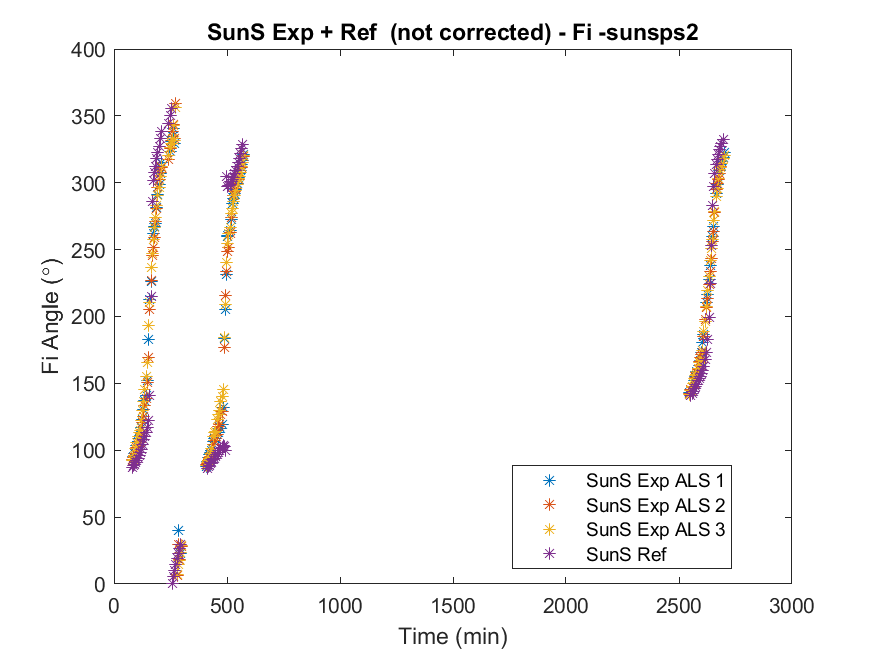 SunS Exp + Ref  (not corrected) - Fi -sunsps2
400
350
300
250
200
150
100
50
0
Fi Angle (°)
SunS Exp ALS 1
SunS Exp ALS 2
SunS Exp ALS 3
SunS Ref
0 500 1000 1500 2000 2500 3000
Time (min)